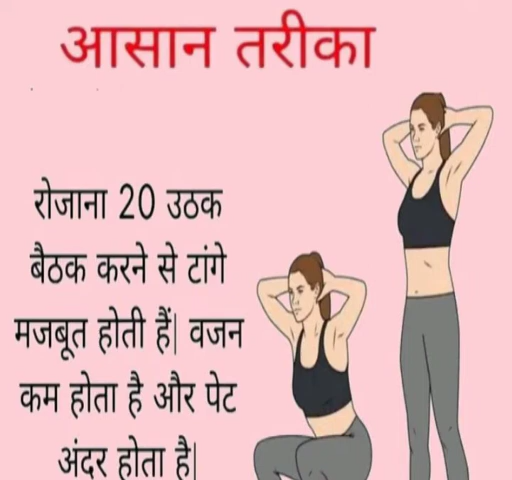 आसान तरीका
रोजाना 20 उठक
बैठक करने से टांगे
मजबूत होती हैं| वजन
कम होता है और पेट
अंदर होता है|